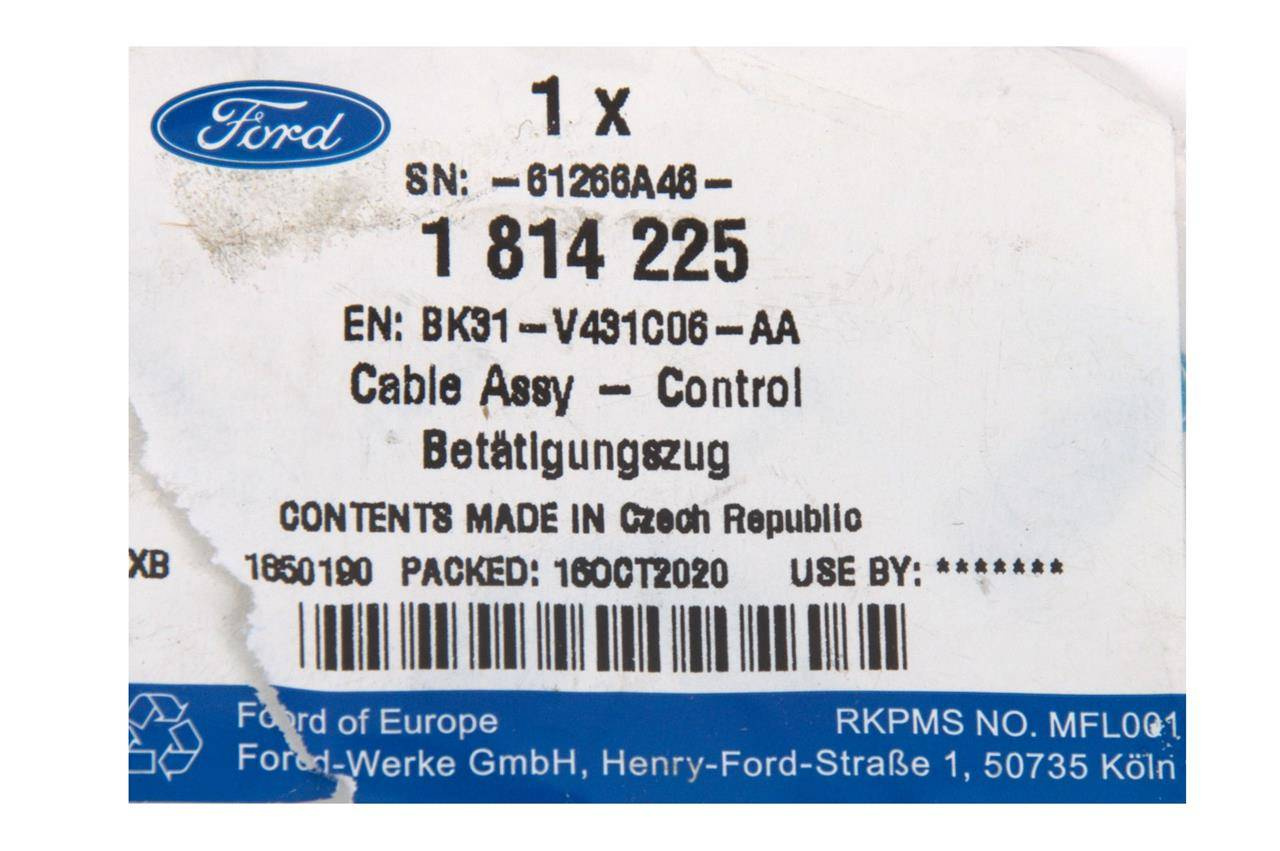 Ford
1 x
SN: -61266A46-
1 814 225
EN: BK31-V431C06-AA
Cable Assy - Control
Betätigungszug
CONTENTS MADE IN Czech Republic
XB 1850190 PACKED: 16OCT2020 USE BY: *******
Ford of Europe RKPMS NO. MFL001
Ford-Werke GmbH, Henry-Ford-Straße 1, 50735 Köln